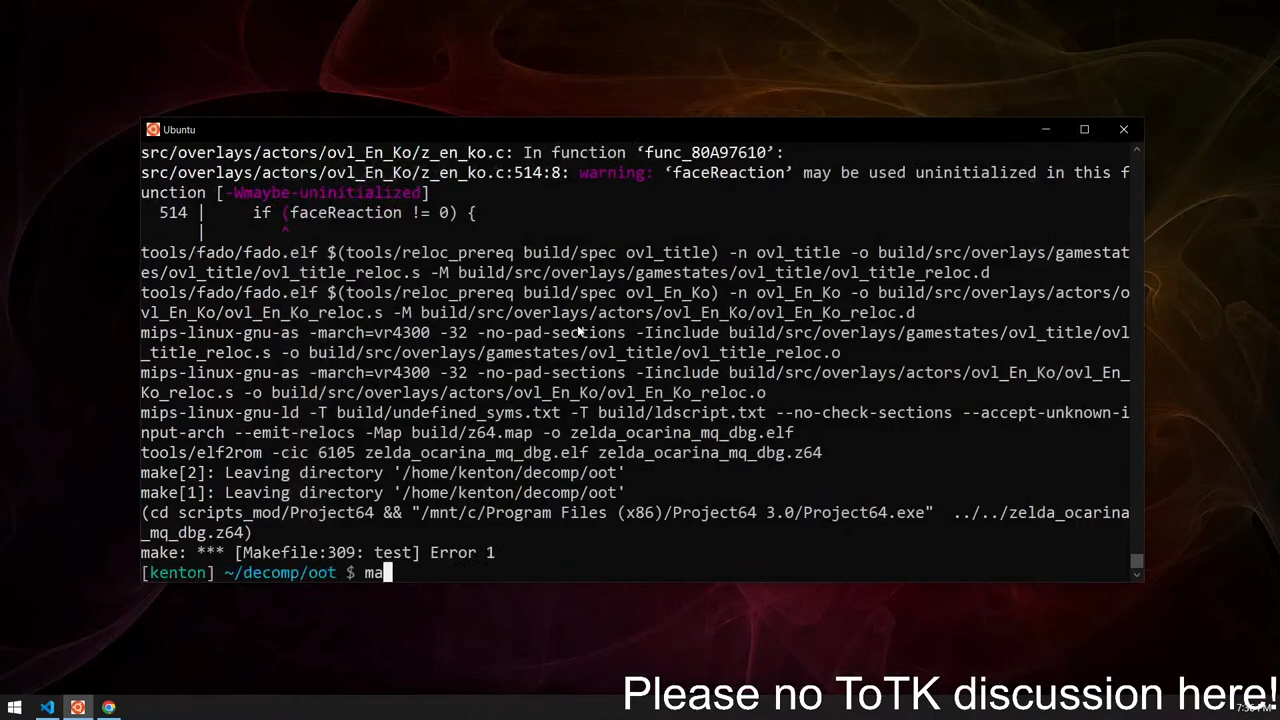 Ubuntu
src/overlays/actors/ovl_En_Ko/z_en_ko.c: In function ‘func_80A97610’:
src/overlays/actors/ovl_En_Ko/z_en_ko.c:514:8: warning: ‘faceReaction’ may be used uninitialized in this f
unction [-Wmaybe-uninitialized]
514 |     if (faceReaction != 0) {
|        ^
tools/fado/fado.elf $(tools/reloc_prereq build/spec ovl_title) -n ovl_title -o build/src/overlays/gamestat
es/ovl_title/ovl_title_reloc.s -M build/src/overlays/gamestates/ovl_title/ovl_title_reloc.d
tools/fado/fado.elf $(tools/reloc_prereq build/spec ovl_En_Ko) -n ovl_En_Ko -o build/src/overlays/actors/o
vl_En_Ko/ovl_En_Ko_reloc.s -M build/src/overlays/actors/ovl_En_Ko/ovl_En_Ko_reloc.d
mips-linux-gnu-as -march=vr4300 -32 -no-pad-sections -Iinclude build/src/overlays/gamestates/ovl_title/ovl
_title_reloc.s -o build/src/overlays/gamestates/ovl_title/ovl_title_reloc.o
mips-linux-gnu-as -march=vr4300 -32 -no-pad-sections -Iinclude build/src/overlays/actors/ovl_En_Ko/ovl_En_
Ko_reloc.s -o build/src/overlays/actors/ovl_En_Ko/ovl_En_Ko_reloc.o
mips-linux-gnu-ld -T build/undefined_syms.txt -T build/ldscript.txt --no-check-sections --accept-unknown-i
nput-arch --emit-relocs -Map build/z64.map -o zelda_ocarina_mq_dbg.elf
tools/elf2rom -cic 6105 zelda_ocarina_mq_dbg.elf zelda_ocarina_mq_dbg.z64
make[2]: Leaving directory '/home/kenton/decomp/oot'
make[1]: Leaving directory '/home/kenton/decomp/oot'
(cd scripts_mod/Project64 && "/mnt/c/Program Files (x86)/Project64 3.0/Project64.exe"  ../../zelda_ocarina
_mq_dbg.z64)
make: *** [Makefile:309: test] Error 1
[kenton] ~/decomp/oot $ ma
Please no ToTK discussion here!